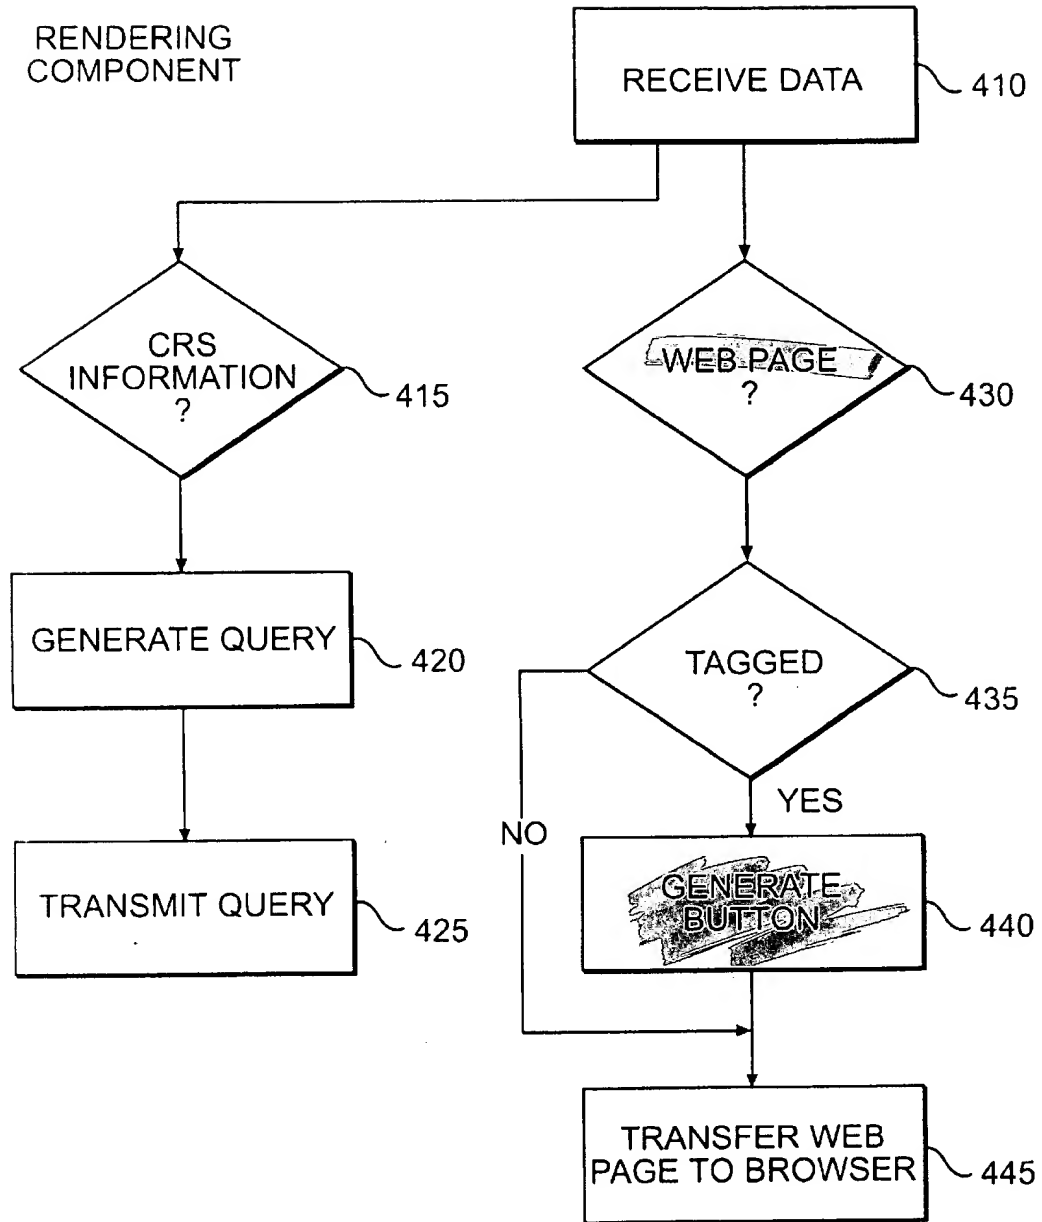 RENDERING
COMPONENT
RECEIVE DATA
410
CRS
INFORMATION
?
415
WEB PAGE
?
430
GENERATE QUERY
420
TAGGED
?
435
YES
NO
TRANSMIT QUERY
425
GENERATE
BUTTON
440
TRANSFER WEB
PAGE TO BROWSER
445